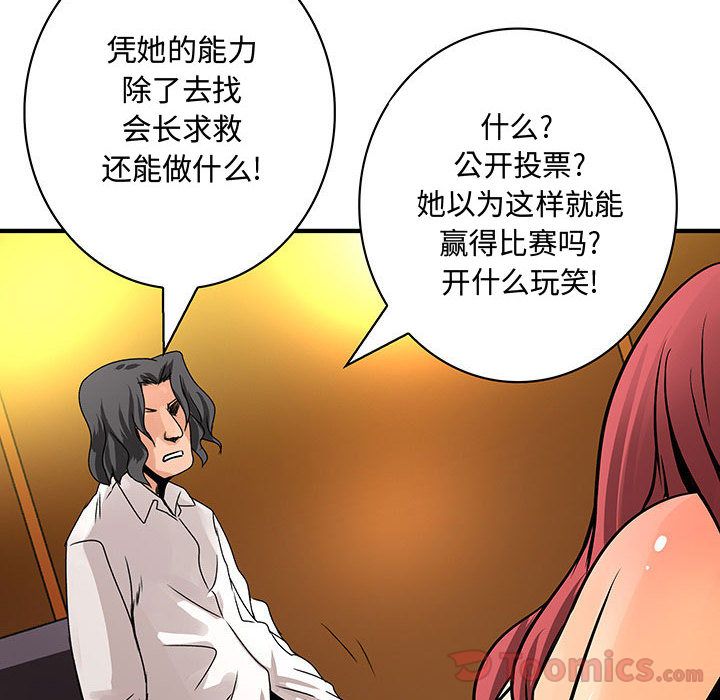 凭她的能力
除了去找
会长求救
还能做什么!
什么?
公开投票?
她以为这样就能
赢得比赛吗?
开什么玩笑!
Toomics.com